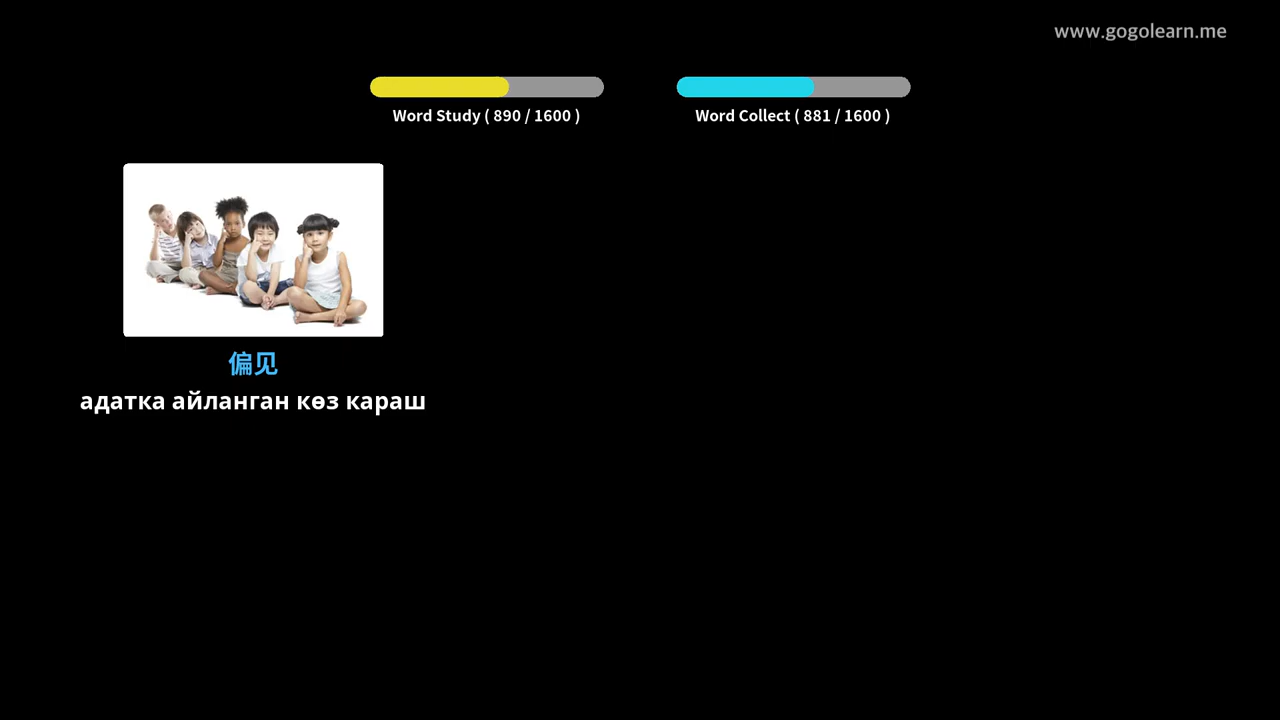 www.gogolearn.me
Word Study ( 890 / 1600 )
Word Collect ( 881 / 1600 )
偏见
адатка айланган көз караш